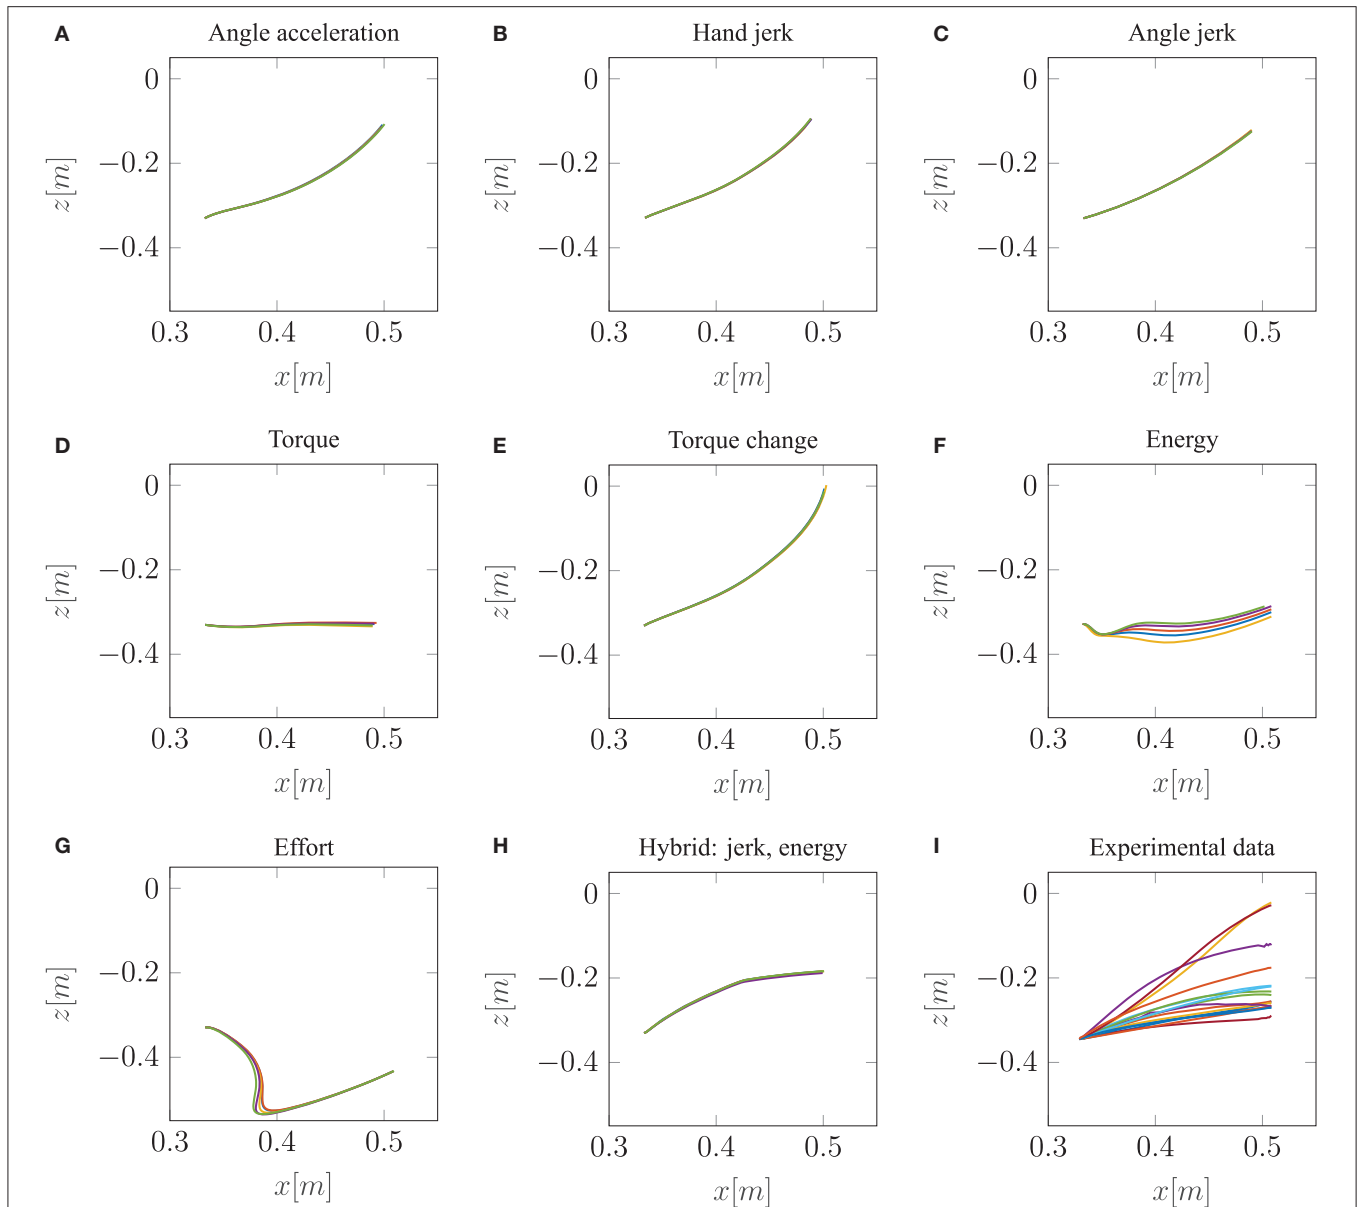 A Angle acceleration
B Hand jerk
C Angle jerk
0
−0.2
−0.4
z[m]
0.3 0.4 0.5
x[m]
0
−0.2
−0.4
z[m]
0.3 0.4 0.5
x[m]
0
−0.2
−0.4
z[m]
0.3 0.4 0.5
x[m]
D Torque
E Torque change
F Energy
0
−0.2
−0.4
z[m]
0.3 0.4 0.5
x[m]
0
−0.2
−0.4
z[m]
0.3 0.4 0.5
x[m]
0
−0.2
−0.4
z[m]
0.3 0.4 0.5
x[m]
G Effort
H Hybrid: jerk, energy
I Experimental data
0
−0.2
−0.4
z[m]
0.3 0.4 0.5
x[m]
0
−0.2
−0.4
z[m]
0.3 0.4 0.5
x[m]
0
−0.2
−0.4
z[m]
0.3 0.4 0.5
x[m]